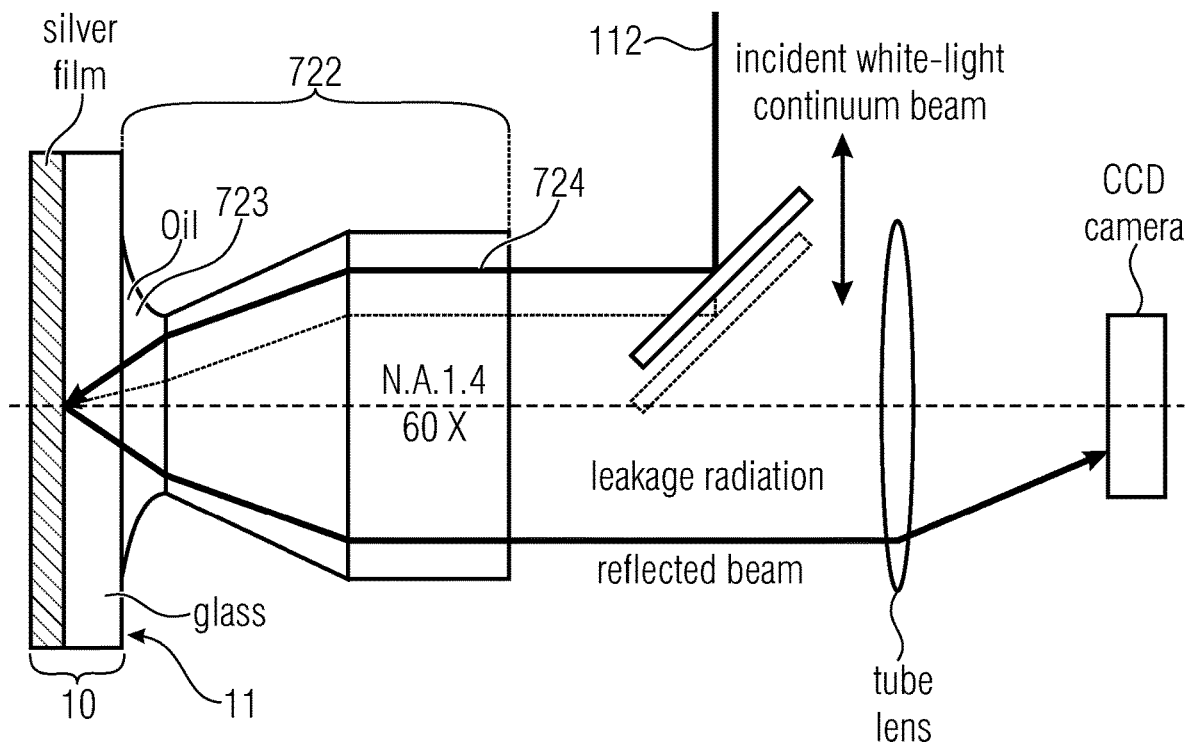 silver
film
722
112
incident white-light
continuum beam
Oil
723
724
CCD
camera
N.A.1.4
60 X
leakage radiation
reflected beam
glass
10
11
tube
lens